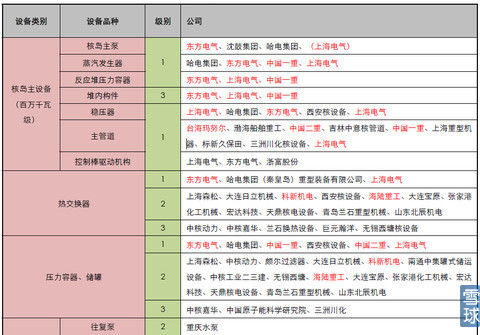 设备类别 设备品种 级别 公司
核岛主设备
（百万千瓦
级）
核岛主泵 东方电气、沈鼓集团、哈电集团、（上海电气）
蒸汽发生器 1 哈电集团、东方电气、中国一重、上海电气
反应堆压力容器 东方电气、上海电气、中国一重
堆内构件 3 东方电气、上海电气、中国一重
稳压器 上海电气、哈电集团、东方电气、西安核设备、上海电气
主管道 1 台海玛努尔、渤海船舶重工、中国二重、吉林中意核管道、中国一重、上海重型机
器、标新久保田、三洲川化核设备、上海电气
控制棒驱动机构 上海电气、东方电气、浙富股份
热交换器
1 东方电气、哈电集团（秦皇岛）重型装备有限公司、上海电气
2 上海森松、大连日立机械、科新机电、西安核设备、海陆重工、大连宝原、张家港
化工机械、宏达科技、天鼎核电设备、青岛兰石重型机械、山东北辰机电
3 中核动力、中核嘉华、兰石换热设备、巨元瀚洋、无锡西塘核设备
压力容器、储罐
1 东方电气、哈电集团、中国一重、西安核设备、中国二重、上海电气
2 上海森松、中核动力、颇尔过滤器、大连日立机械、科新机电、南通中集罐式储运
设备、中核工业二三建、无锡西塘、海陆重工、大连宝原、张家港化工机械、宏达
科技、天鼎核电设备、青岛兰石重型机械、山东北辰机电
3 中核嘉华、中国原子能科学研究院、三洲川化
往复泵 2 重庆水泵
雪球